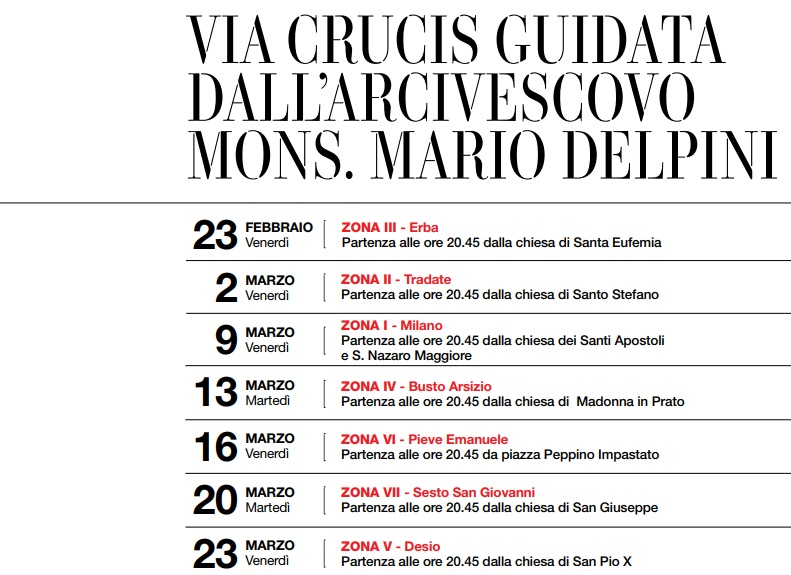 VIA CRUCIS GUIDATA
DALL'ARCIVESCOVO
MONS. MARIO DELPINI
23 FEBBRAIO
Venerdì
ZONA III - Erba
Partenza alle ore 20.45 dalla chiesa di Santa Eufemia
2 MARZO
Venerdì
ZONA II - Tradate
Partenza alle ore 20.45 dalla chiesa di Santo Stefano
9 MARZO
Venerdì
ZONA I - Milano
Partenza alle ore 20.45 dalla chiesa dei Santi Apostoli
e S. Nazaro Maggiore
13 MARZO
Martedì
ZONA IV - Busto Arsizio
Partenza alle ore 20.45 dalla chiesa di Madonna in Prato
16 MARZO
Venerdì
ZONA VI - Pieve Emanuele
Partenza alle ore 20.45 da piazza Peppino Impastato
20 MARZO
Martedì
ZONA VII - Sesto San Giovanni
Partenza alle ore 20.45 dalla chiesa di San Giuseppe
23 MARZO
Venerdì
ZONA V - Desio
Partenza alle ore 20.45 dalla chiesa di San Pio X